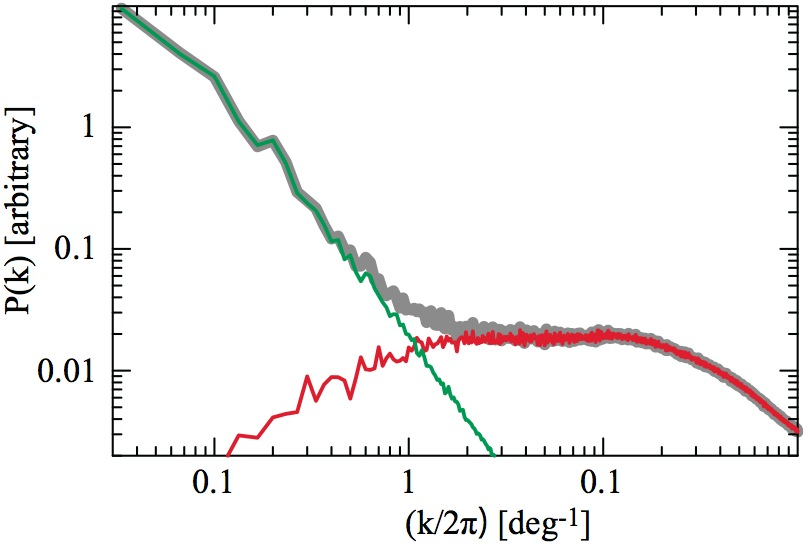 P(k) [arbitrary]
1
0.1
0.01
0.1 1 0.1
(k/2π) [deg⁻¹]